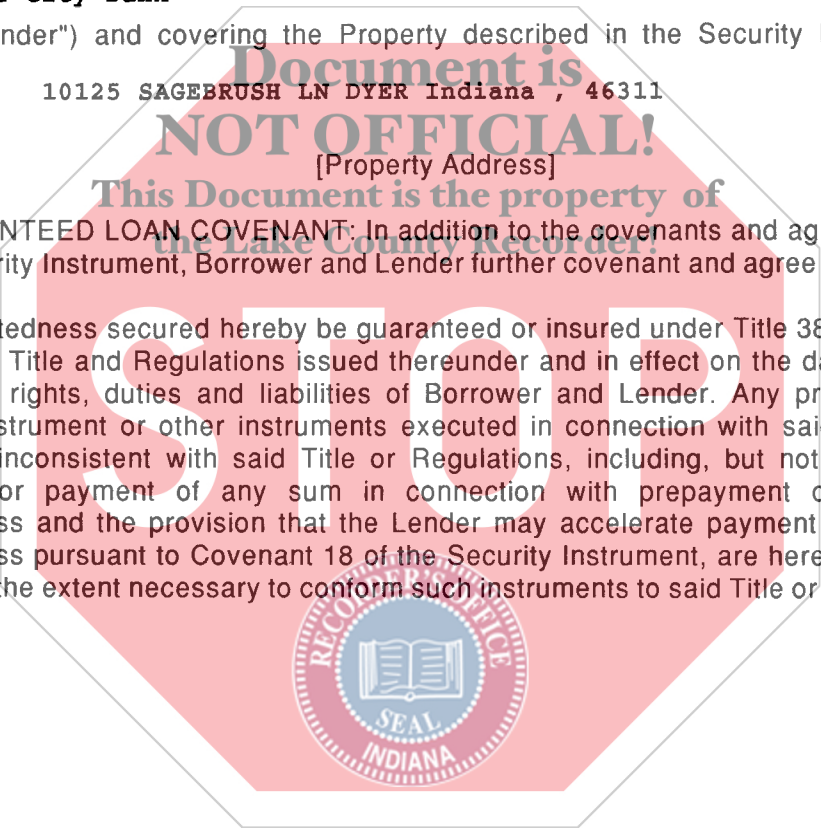 City Bank
nder") and covering the Property described in the Security
Document is
10125 SAGEBRUSH LN DYER Indiana , 46311
NOT OFFICIAL!
[Property Address]
This Document is the property of
NTEED LOAN COVENANT: In addition to the covenants and ag
the Lake County Recorder!
rity Instrument, Borrower and Lender further covenant and agree
STOP
tedness secured hereby be guaranteed or insured under Title 38
Title and Regulations issued thereunder and in effect on the d
rights, duties and liabilities of Borrower and Lender. Any pr
strument or other instruments executed in connection with sai
inconsistent with said Title or Regulations, including, but not
or payment of any sum in connection with prepayment o
ss and the provision that the Lender may accelerate payment
ss pursuant to Covenant 18 of the Security Instrument, are here
the extent necessary to conform such instruments to said Title or
RECORDER'S OFFICE
SEAL
INDIANA